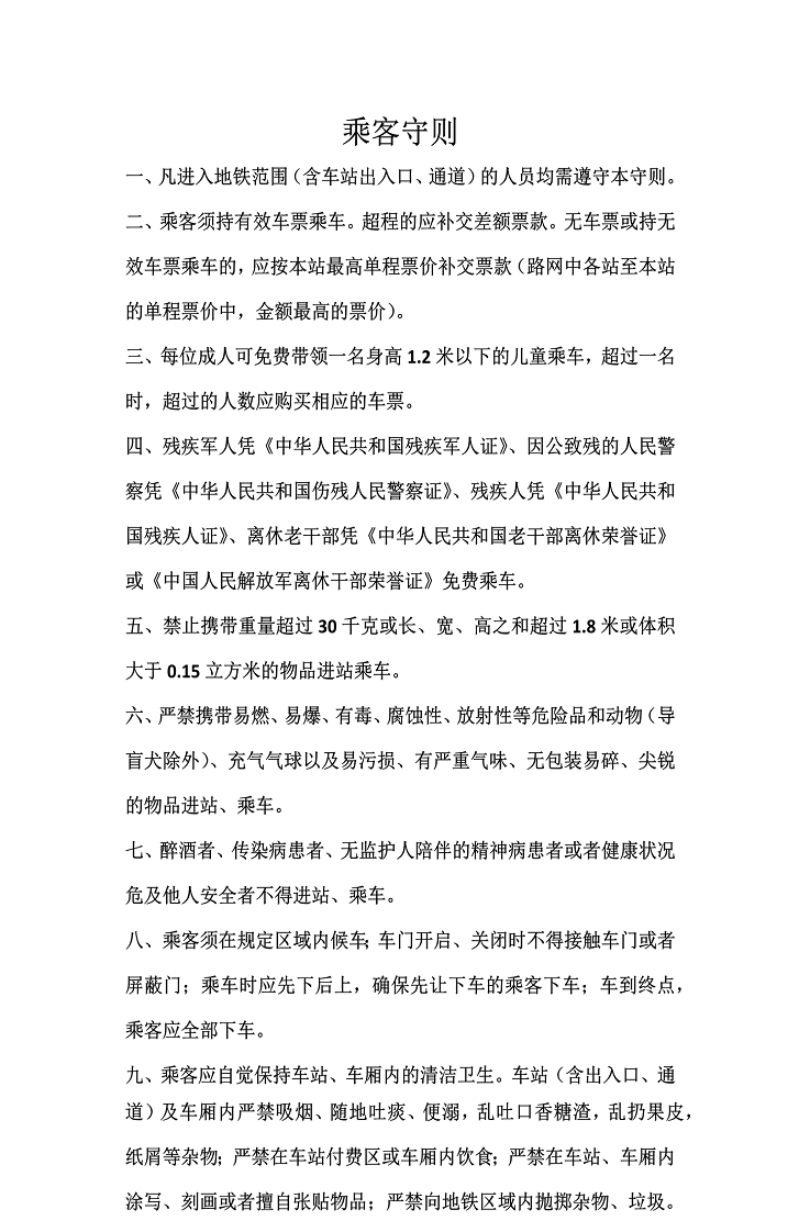 乘客守则
一、凡进入地铁范围（含车站出入口、通道）的人员均需遵守本守则。
二、乘客须持有效车票乘车。超程的应补交差额票款。无车票或持无
效车票乘车的，应按本站最高单程票价补交票款（路网中各站至本站
的单程票价中，金额最高的票价）。
三、每位成人可免费带领一名身高 1.2 米以下的儿童乘车，超过一名
时，超过的人数应购买相应的车票。
四、残疾军人凭《中华人民共和国残疾军人证》、因公致残的人民警
察凭《中华人民共和国伤残人民警察证》、残疾人凭《中华人民共和
国残疾人证》、离休老干部凭《中华人民共和国老干部离休荣誉证》
或《中国人民解放军离休干部荣誉证》免费乘车。
五、禁止携带重量超过 30 千克或长、宽、高之和超过 1.8 米或体积
大于 0.15 立方米的物品进站乘车。
六、严禁携带易燃、易爆、有毒、腐蚀性、放射性等危险品和动物（导
盲犬除外）、充气气球以及易污损、有严重气味、无包装易碎、尖锐
的物品进站、乘车。
七、醉酒者、传染病患者、无监护人陪伴的精神病患者或者健康状况
危及他人安全者不得进站、乘车。
八、乘客须在规定区域内候车；车门开启、关闭时不得接触车门或者
屏蔽门；乘车时应先下后上，确保先让下车的乘客下车；车到终点，
乘客应全部下车。
九、乘客应自觉保持车站、车厢内的清洁卫生。车站（含出入口、通
道）及车厢内严禁吸烟、随地吐痰、便溺，乱吐口香糖渣，乱扔果皮，
纸屑等杂物；严禁在车站付费区或车厢内饮食；严禁在车站、车厢内
涂写、刻画或者擅自张贴物品；严禁向地铁区域内抛掷杂物、垃圾。